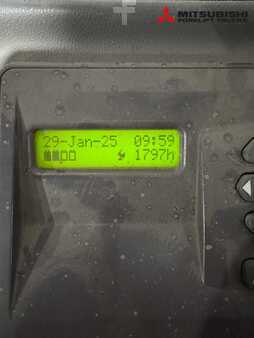 MITSUBISHI
FORKLIFT TRUCKS
29-Jan-25 09:59
1797h